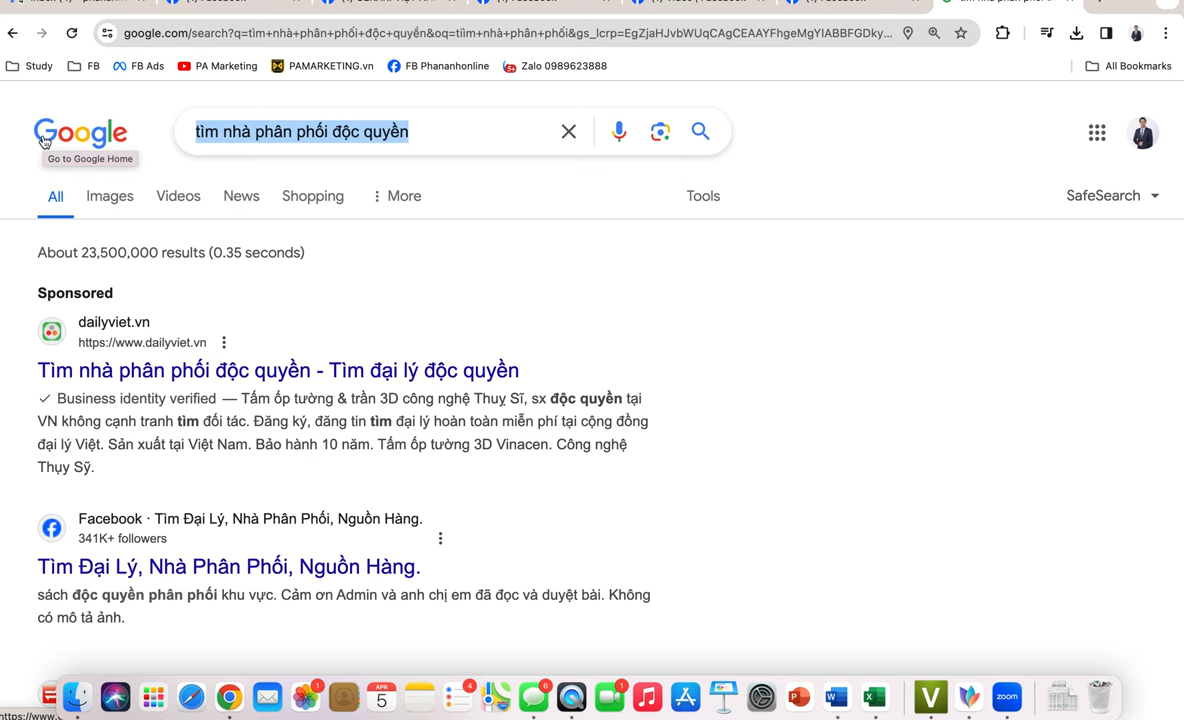 google.com/search?q=tìm+nhà+phân+phối+độc+quyền&oq=tìm+nhà+phân+phối&gs_lcrp=EgZjaHJvbWUqCAgCEAAYFhgeMgYIABBFGDky...
Study FB FB Ads PA Marketing PAMARKETING.vn FB Phananhonline Zalo 0989623888 All Bookmarks
Google tìm nhà phân phối độc quyền
Go to Google Home
All Images Videos News Shopping More Tools SafeSearch
About 23,500,000 results (0.35 seconds)
Sponsored
dailyviet.vn
https://www.dailyviet.vn
Tìm nhà phân phối độc quyền - Tìm đại lý độc quyền
Business identity verified — Tấm ốp tường & trần 3D công nghệ Thuỵ Sĩ, sx độc quyền tại
VN không cạnh tranh tìm đối tác. Đăng ký, đăng tin tìm đại lý hoàn toàn miễn phí tại cộng đồng
đại lý Việt. Sản xuất tại Việt Nam. Bảo hành 10 năm. Tấm ốp tường 3D Vinacen. Công nghệ
Thụy Sỹ.
Facebook · Tìm Đại Lý, Nhà Phân Phối, Nguồn Hàng.
341K+ followers
Tìm Đại Lý, Nhà Phân Phối, Nguồn Hàng.
sách độc quyền phân phối khu vực. Cảm ơn Admin và anh chị em đã đọc và duyệt bài. Không
có mô tả ảnh.
1 APR 5 4 6 1 P W X V zoom
https://www.